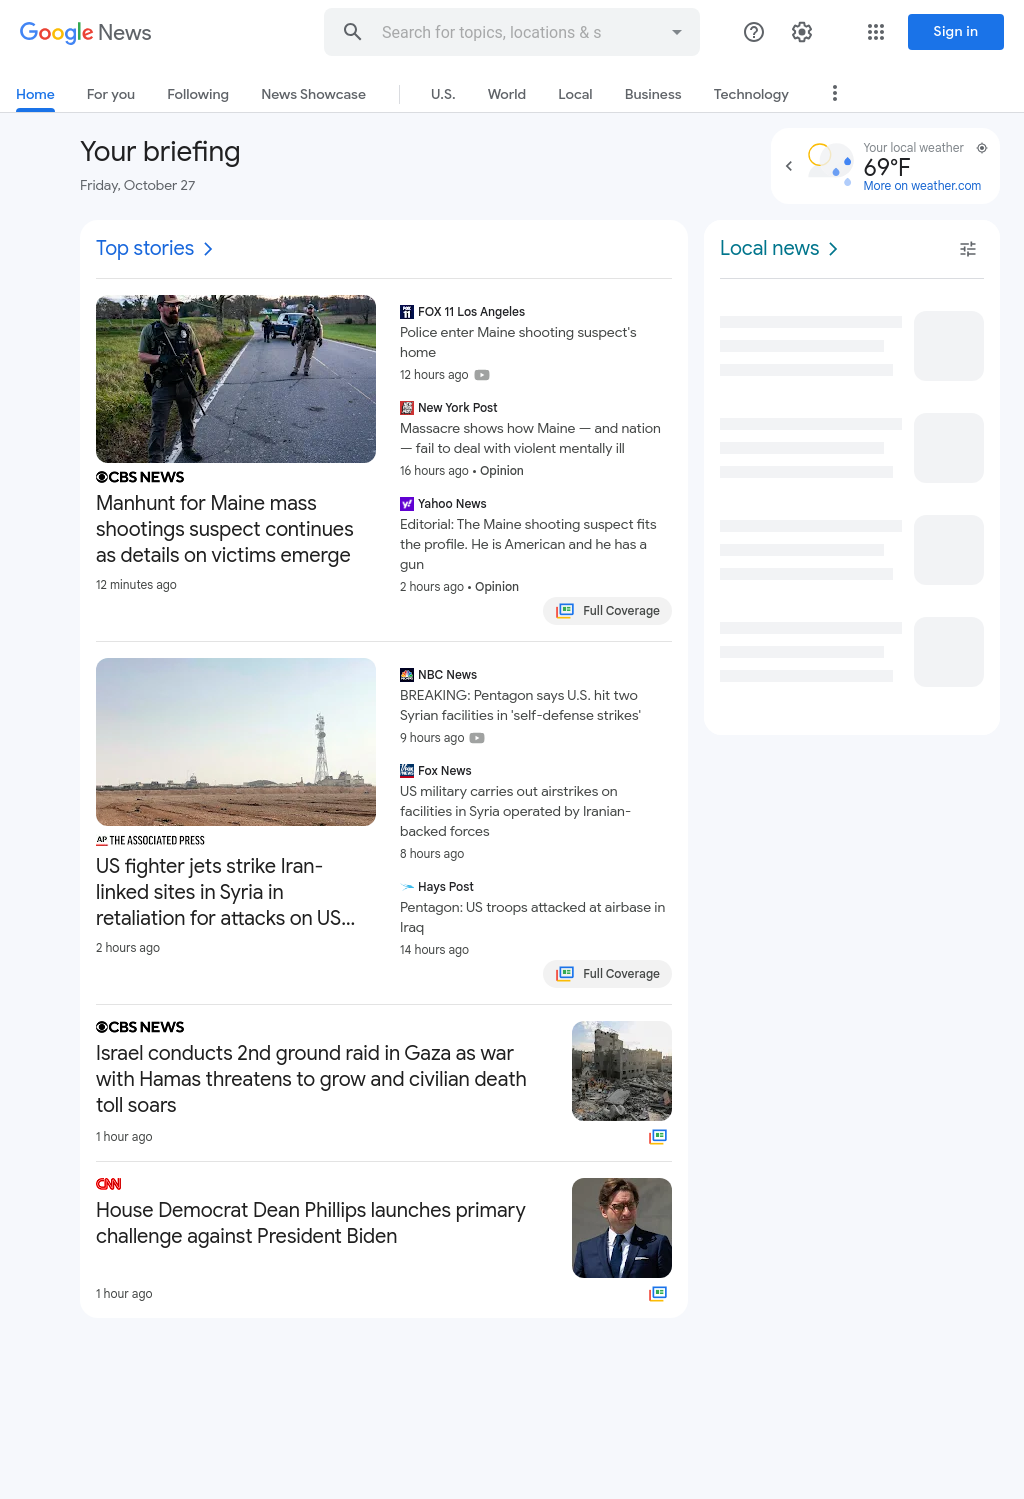 Google News
Search for topics, locations & s
Sign in
Home
For you
Following
News Showcase
U.S.
World
Local
Business
Technology
Your briefing
Friday, October 27
Your local weather
69°F
More on weather.com
Top stories
CBS NEWS
Manhunt for Maine mass
shootings suspect continues
as details on victims emerge
12 minutes ago
FOX 11 Los Angeles
Police enter Maine shooting suspect's
home
12 hours ago
New York Post
Massacre shows how Maine — and nation
— fail to deal with violent mentally ill
16 hours ago • Opinion
Yahoo News
Editorial: The Maine shooting suspect fits
the profile. He is American and he has a
gun
2 hours ago • Opinion
Full Coverage
AP THE ASSOCIATED PRESS
US fighter jets strike Iran-
linked sites in Syria in
retaliation for attacks on US...
2 hours ago
NBC News
BREAKING: Pentagon says U.S. hit two
Syrian facilities in 'self-defense strikes'
9 hours ago
Fox News
US military carries out airstrikes on
facilities in Syria operated by Iranian-
backed forces
8 hours ago
Hays Post
Pentagon: US troops attacked at airbase in
Iraq
14 hours ago
Full Coverage
CBS NEWS
Israel conducts 2nd ground raid in Gaza as war
with Hamas threatens to grow and civilian death
toll soars
1 hour ago
CNN
House Democrat Dean Phillips launches primary
challenge against President Biden
1 hour ago
Local news